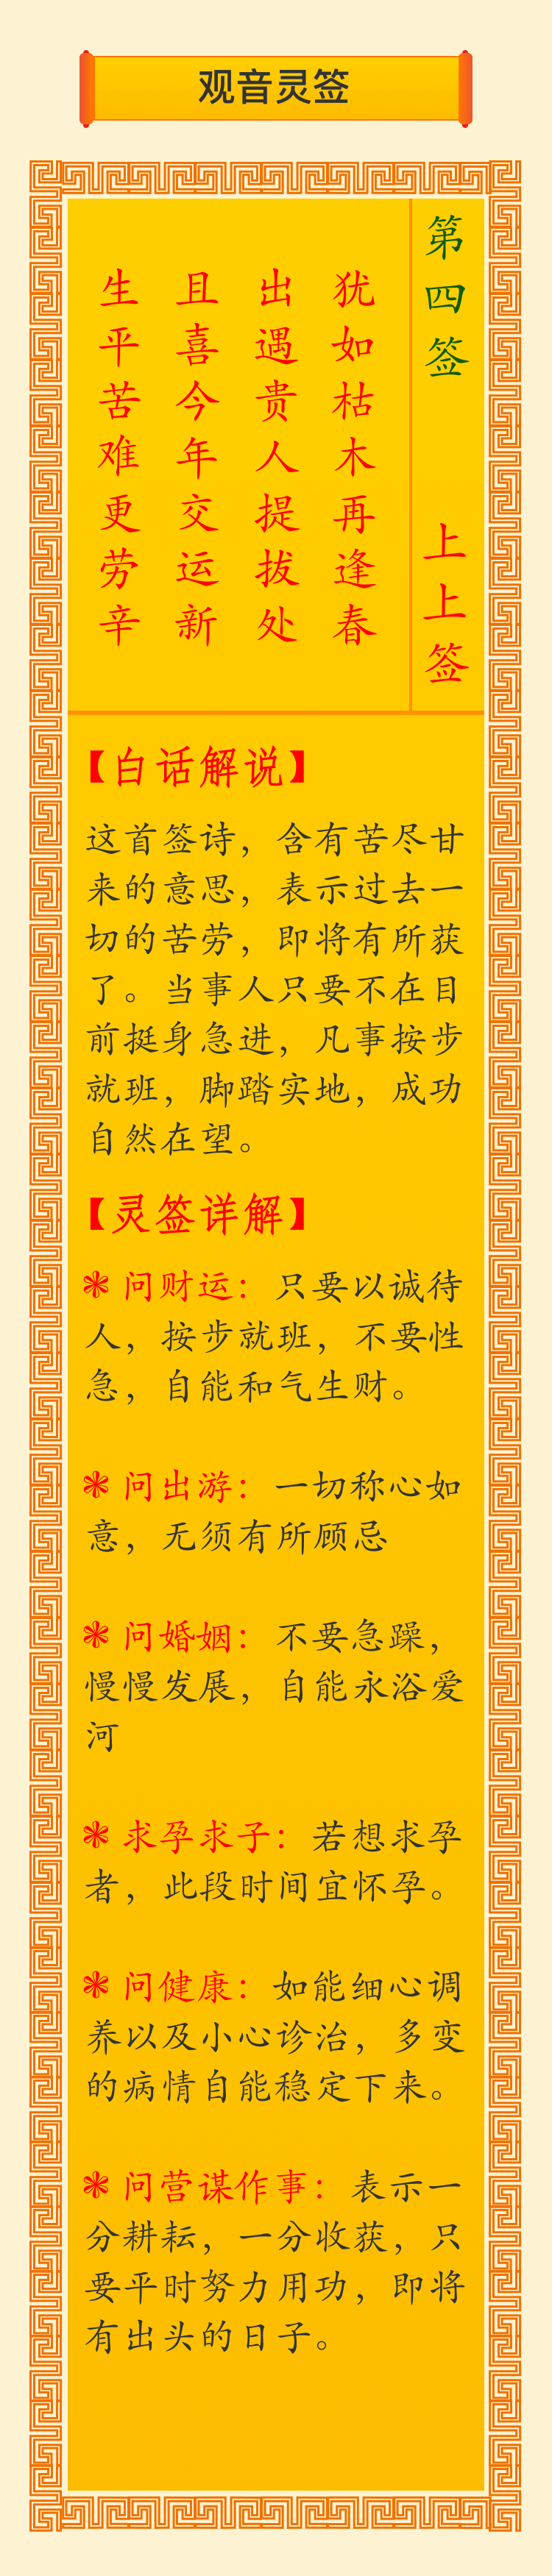 观音灵签
第四签 上上签
犹如枯木再逢春
出遇贵人提拔处
且喜今年交运新
生平苦难更劳辛
【白话解说】
这首签诗，含有苦尽甘
来的意思，表示过去一
切的苦劳，即将有所获
了。当事人只要不在目
前挺身急进，凡事按步
就班，脚踏实地，成功
自然在望。
【灵签详解】
❃ 问财运：只要以诚待
人，按步就班，不要性
急，自能和气生财。
❃ 问出游：一切称心如
意，无须有所顾忌
❃ 问婚姻：不要急躁，
慢慢发展，自能永浴爱
河
❃ 求孕求子：若想求孕
者，此段时间宜怀孕。
❃ 问健康：如能细心调
养以及小心诊治，多变
的病情自能稳定下来。
❃ 问营谋作事：表示一
分耕耘，一分收获，只
要平时努力用功，即将
有出头的日子。